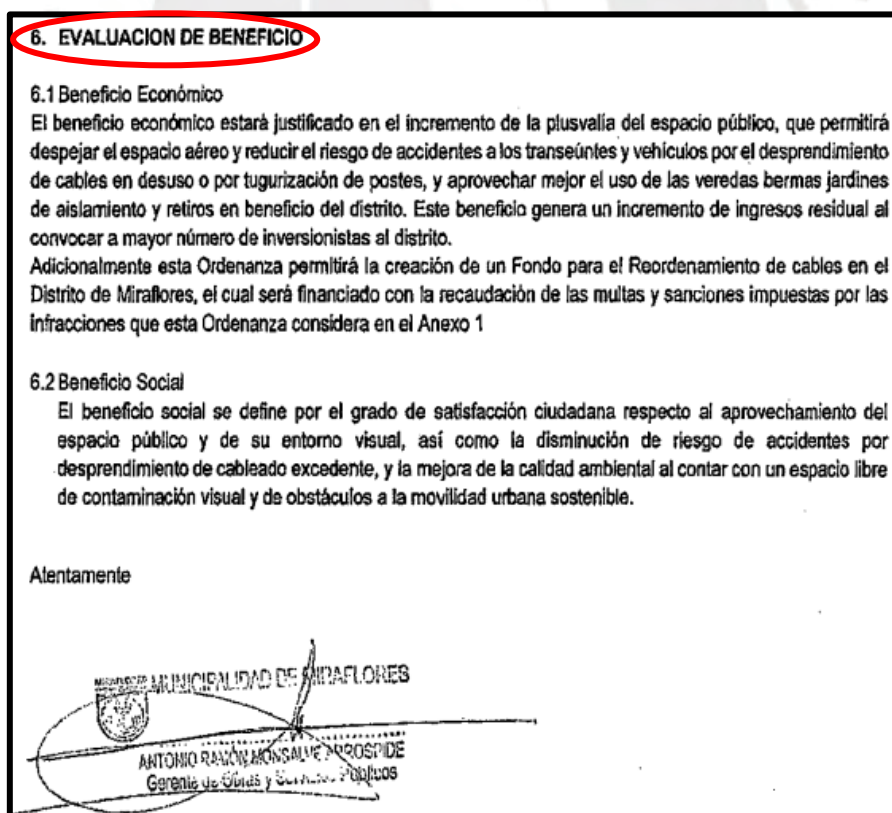 6. EVALUACION DE BENEFICIO
6.1 Beneficio Económico
El beneficio económico estará justificado en el incremento de la plusvalía del espacio público, que permitirá
despejar el espacio aéreo y reducir el riesgo de accidentes a los transeúntes y vehículos por el desprendimiento
de cables en desuso o por tugurización de postes, y aprovechar mejor el uso de las veredas bermas jardines
de aislamiento y retiros en beneficio del distrito. Este beneficio genera un incremento de ingresos residual al
convocar a mayor número de inversionistas al distrito.
Adicionalmente esta Ordenanza permitirá la creación de un Fondo para el Reordenamiento de cables en el
Distrito de Miraflores, el cual será financiado con la recaudación de las multas y sanciones impuestas por las
infracciones que esta Ordenanza considera en el Anexo 1
6.2 Beneficio Social
El beneficio social se define por el grado de satisfacción ciudadana respecto al aprovechamiento del
espacio público y de su entorno visual, así como la disminución de riesgo de accidentes por
desprendimiento de cableado excedente, y la mejora de la calidad ambiental al contar con un espacio libre
de contaminación visual y de obstáculos a la movilidad urbana sostenible.
Atentamente
MUNICIPALIDAD DE MIRAFLORES
ANTONIO RAMÓN MONSALVE ARROSPIDE
Gerente de Obras y Servicios Públicos